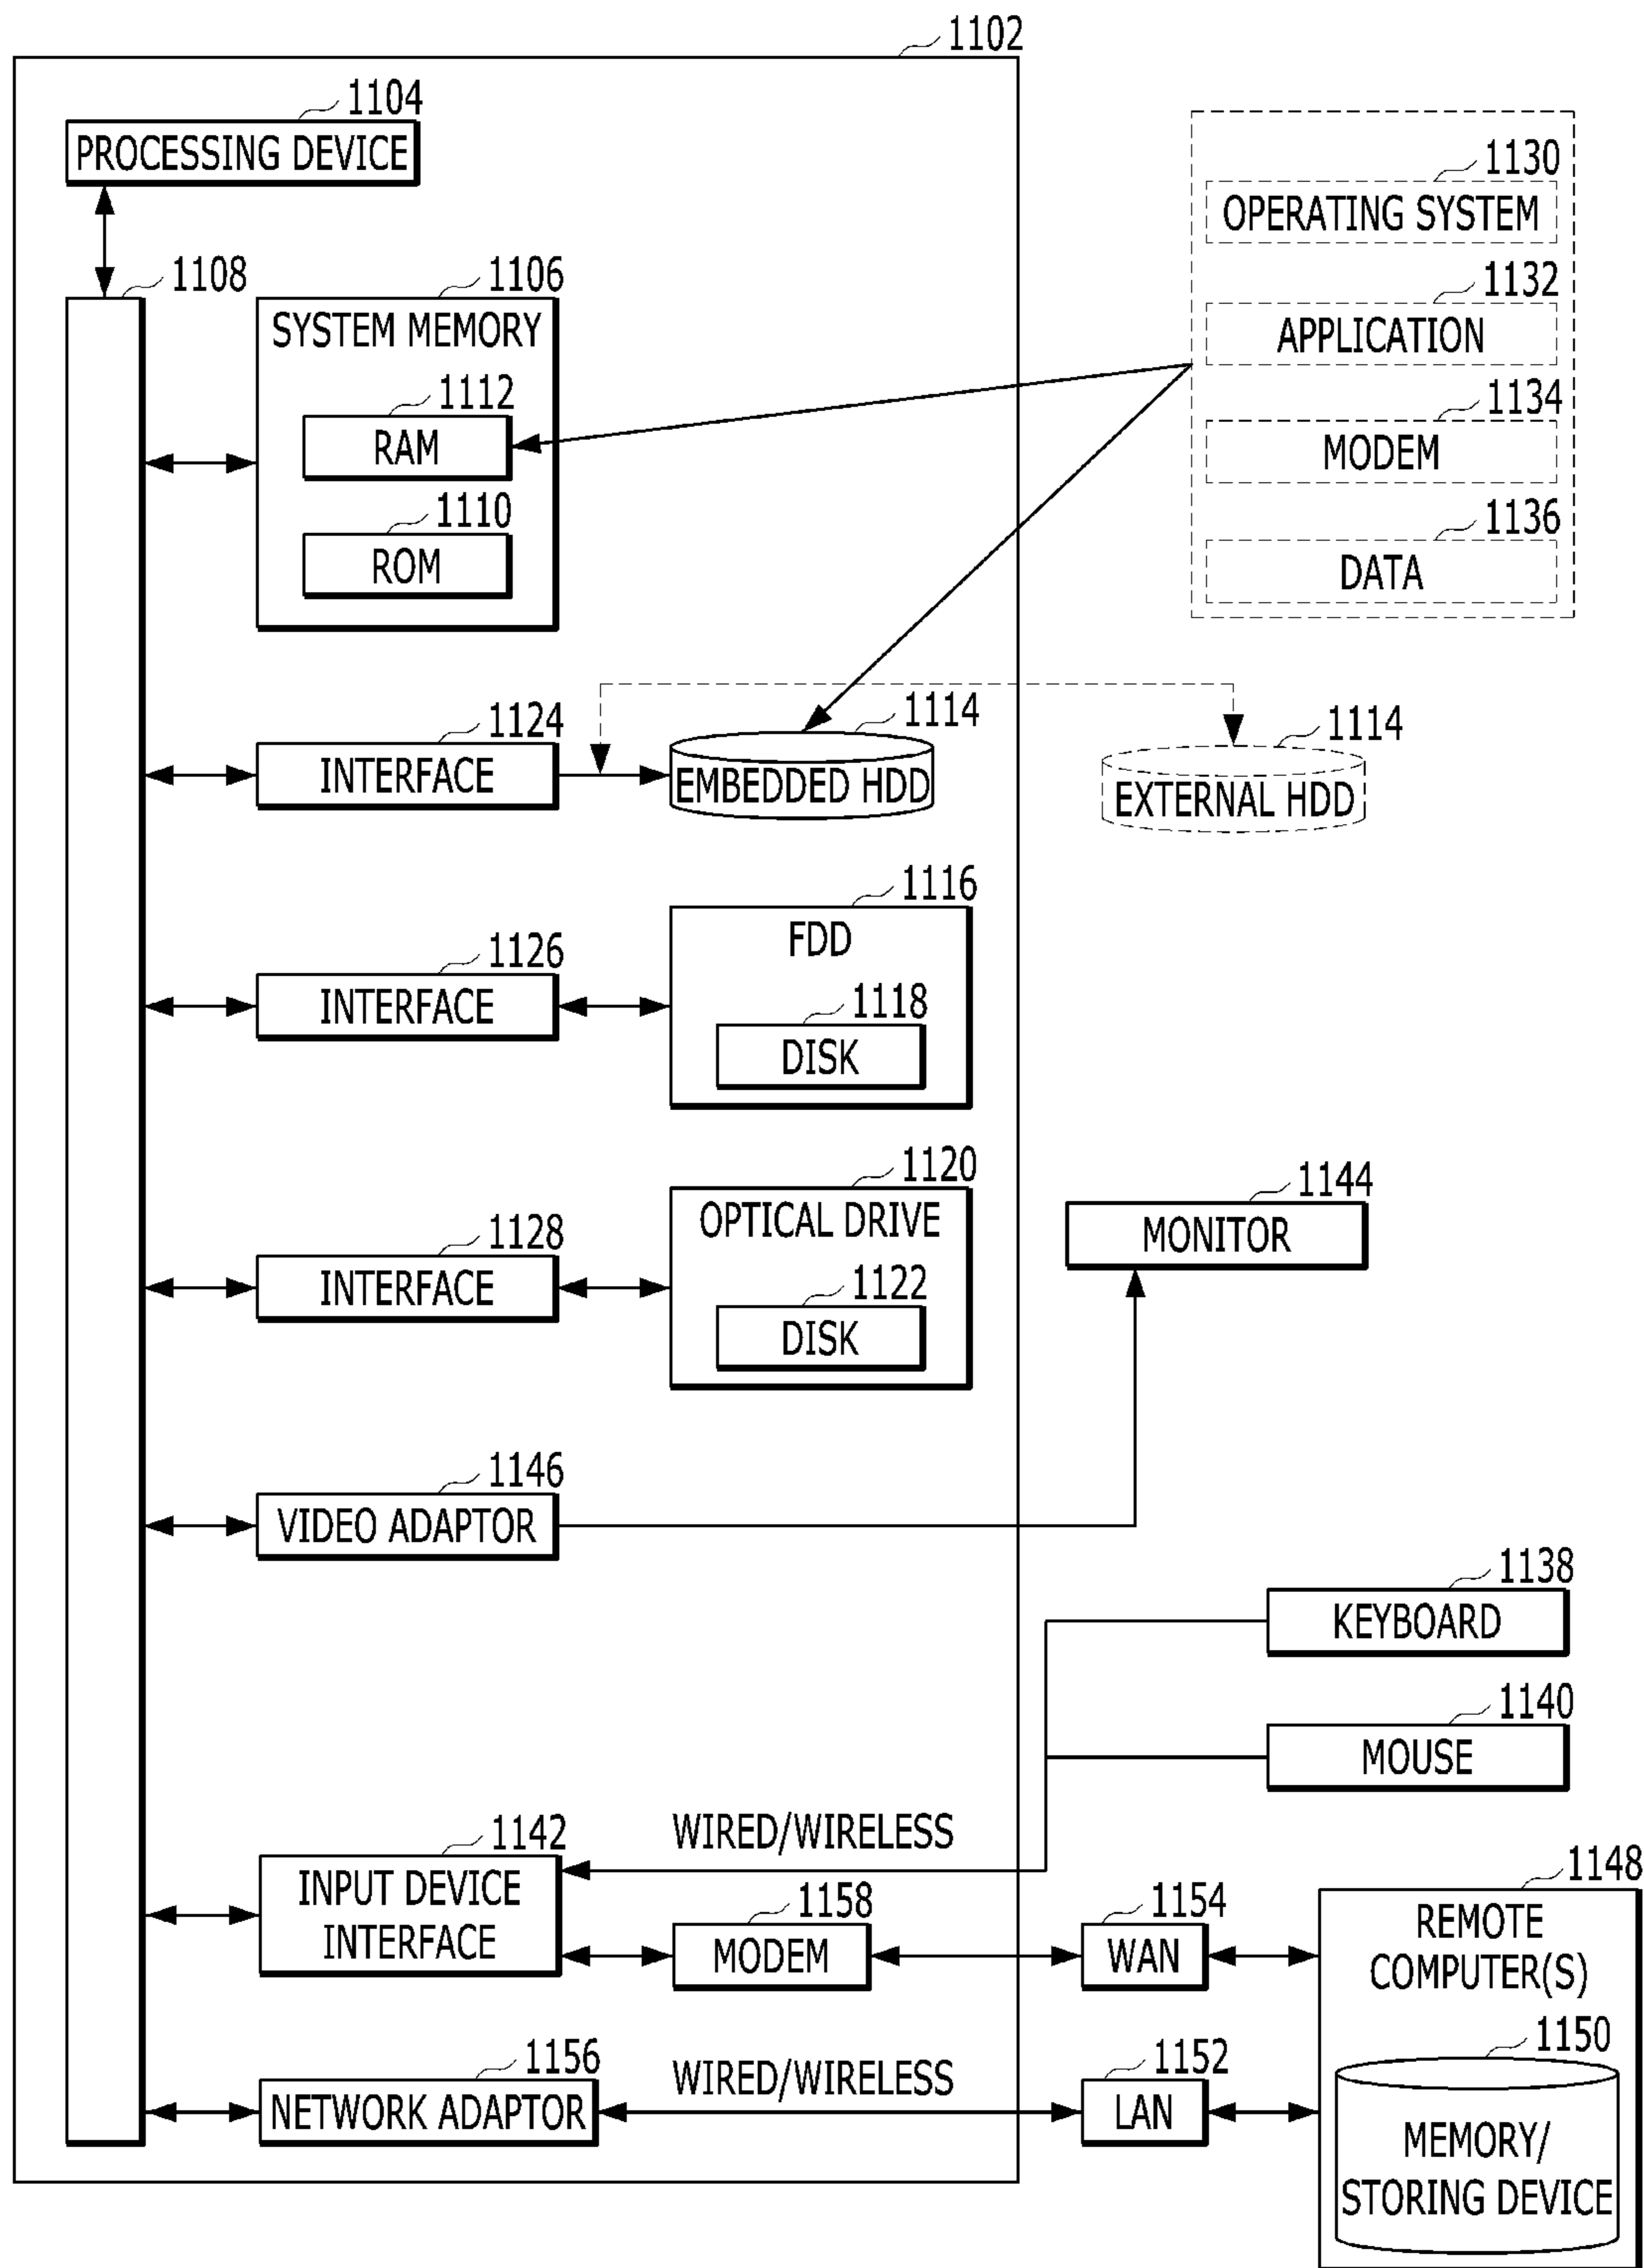 1102
1104
PROCESSING DEVICE
1130
OPERATING SYSTEM
1108
1106
SYSTEM MEMORY
1132
APPLICATION
1112
RAM
1134
MODEM
1110
ROM
1136
DATA
1124
INTERFACE
1114
EMBEDDED HDD
1114
EXTERNAL HDD
1116
FDD
1126
INTERFACE
1118
DISK
1120
OPTICAL DRIVE
1144
MONITOR
1128
INTERFACE
1122
DISK
1146
VIDEO ADAPTOR
1138
KEYBOARD
1140
MOUSE
WIRED/WIRELESS
1142
INPUT DEVICE
INTERFACE
1158
MODEM
1154
WAN
1148
REMOTE
COMPUTER(S)
1156
NETWORK ADAPTOR
WIRED/WIRELESS
1152
LAN
1150
MEMORY/
STORING DEVICE